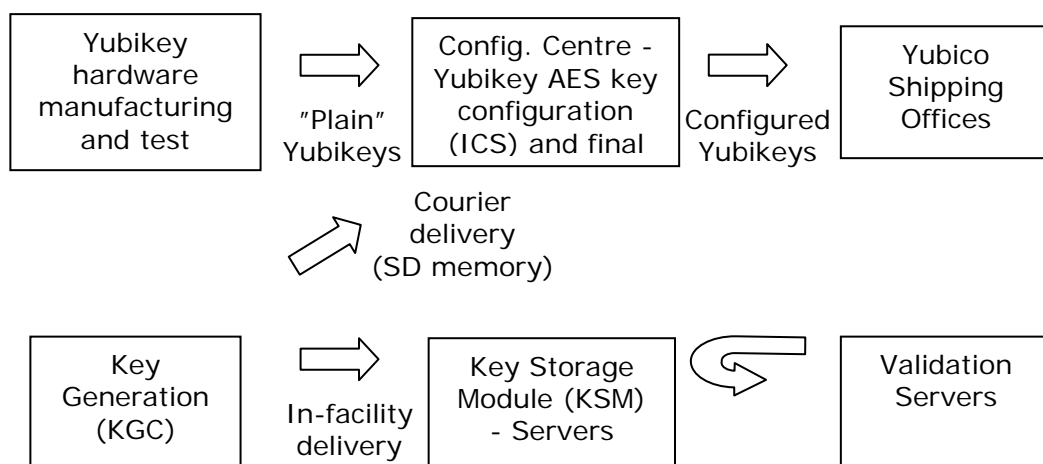 Yubikey
hardware
manufacturing
and test
"Plain"
Yubikeys
Config. Centre -
Yubikey AES key
configuration
(ICS) and final
Configured
Yubikeys
Yubico
Shipping
Offices
Courier
delivery
(SD memory)
Key
Generation
(KGC)
In-facility
delivery
Key Storage
Module (KSM)
- Servers
Validation
Servers